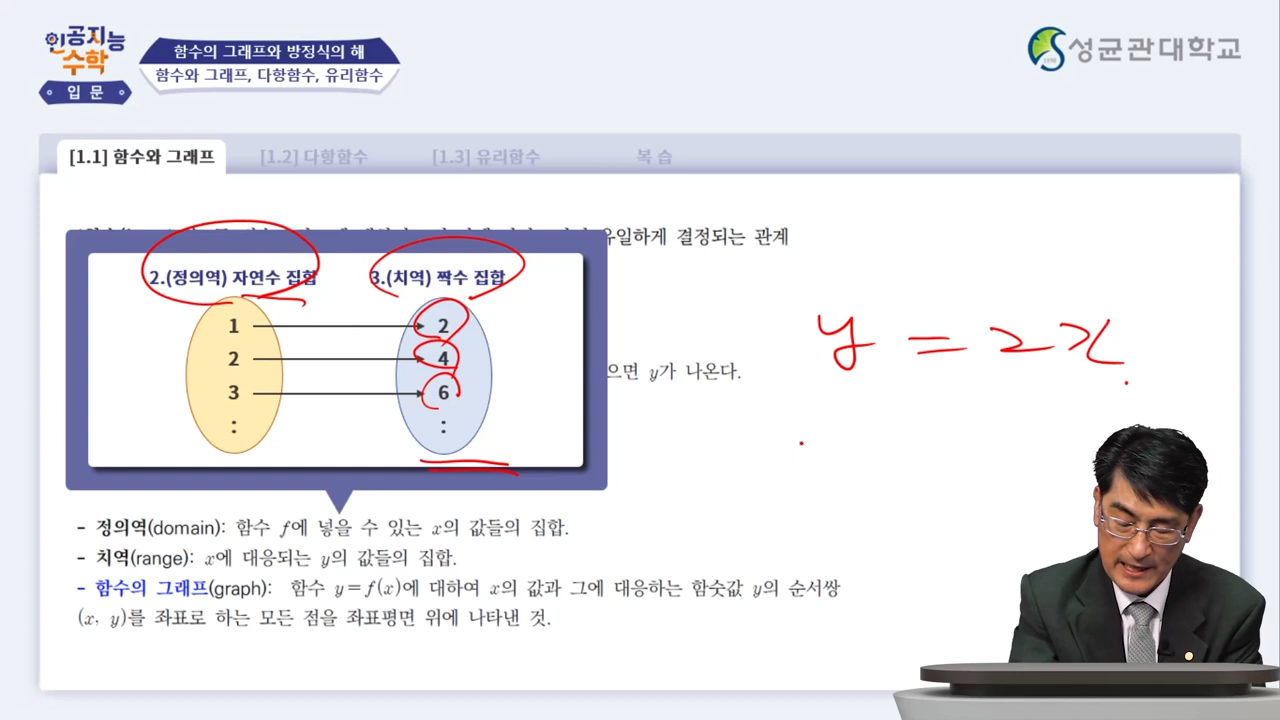 인공지능
수학
입문
함수의 그래프와 방정식의 해
함수와 그래프, 다항함수, 유리함수
성균관대학교
[1.1] 함수와 그래프
[1.2] 다항함수
[1.3] 유리함수
복 습
유일하게 결정되는 관계
2.(정의역) 자연수 집합
3.(치역) 짝수 집합
1
2
2
4
3
6
:
:
으면 y가 나온다.
y = 2x
- 정의역(domain): 함수 f에 넣을 수 있는 x의 값들의 집합.
- 치역(range): x에 대응되는 y의 값들의 집합.
- 함수의 그래프(graph): 함수 y=f(x)에 대하여 x의 값과 그에 대응하는 함숫값 y의 순서쌍
(x, y)를 좌표로 하는 모든 점을 좌표평면 위에 나타낸 것.